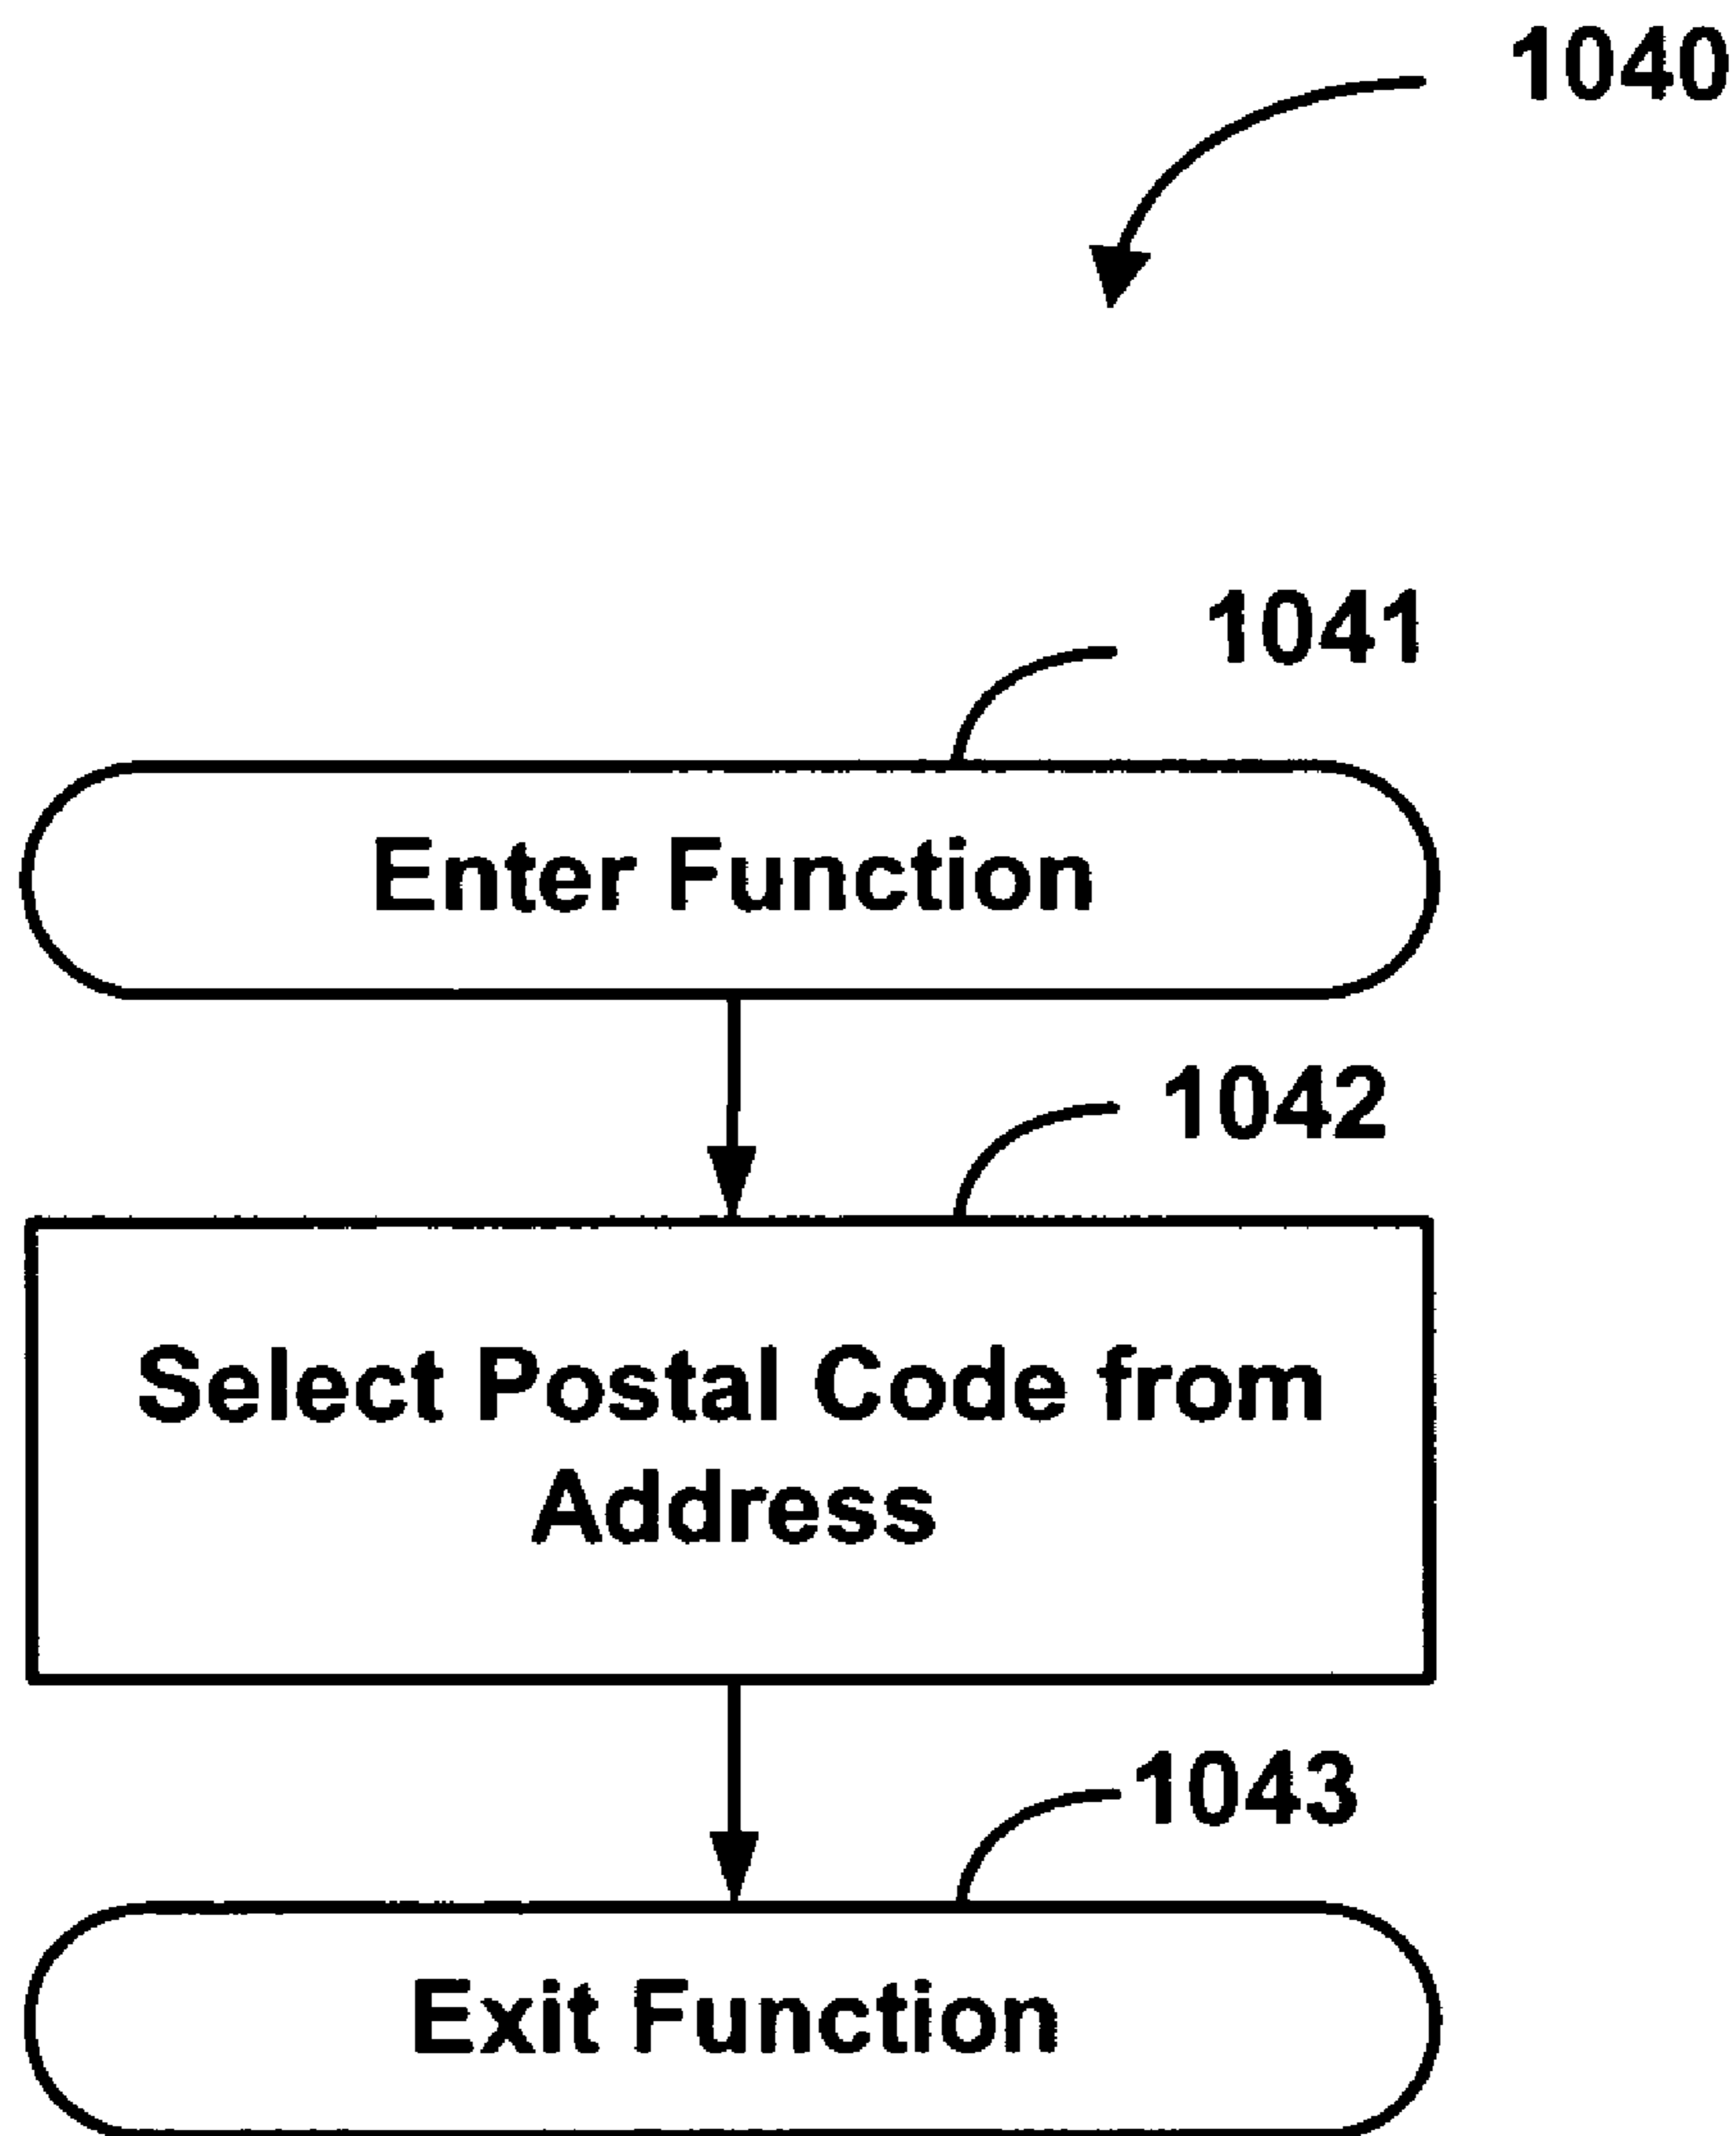 1040
1041
Enter Function
1042
Select Postal Code from
Address
1043
Exit Function